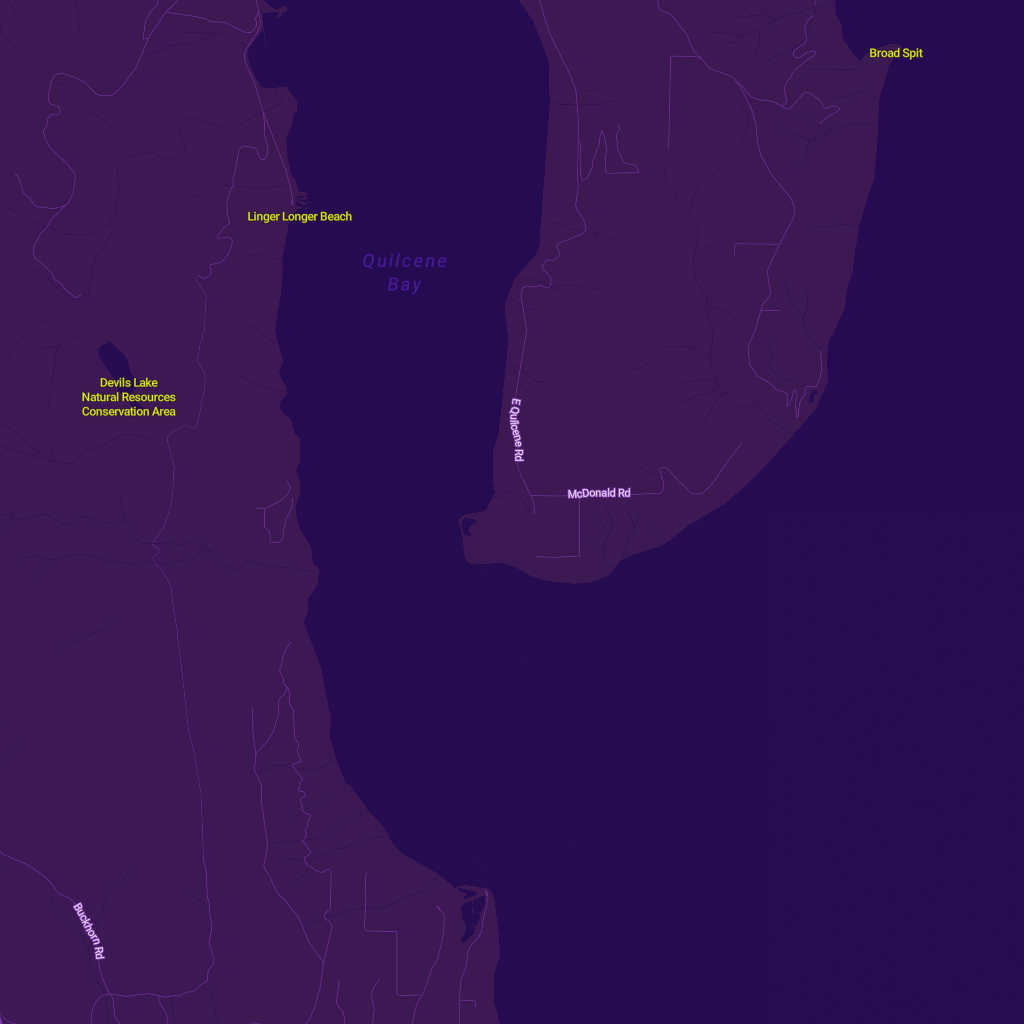 Broad Spit
Linger Longer Beach
Quilcene
Bay
Devils Lake
Natural Resources
Conservation Area
E Quilcene Rd
McDonald Rd
Buckhorn Rd